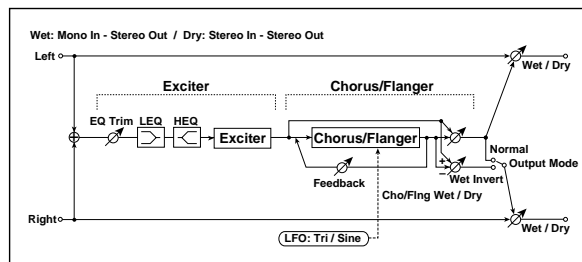 Wet: Mono In - Stereo Out / Dry: Stereo In - Stereo Out
Left
Wet / Dry
Exciter
Chorus/Flanger
EQ Trim
LEQ
HEQ
Exciter
Chorus/Flanger
Normal
Output Mode
+
−
Wet Invert
Feedback
Cho/Flng Wet / Dry
Right
Wet / Dry
LFO: Tri / Sine